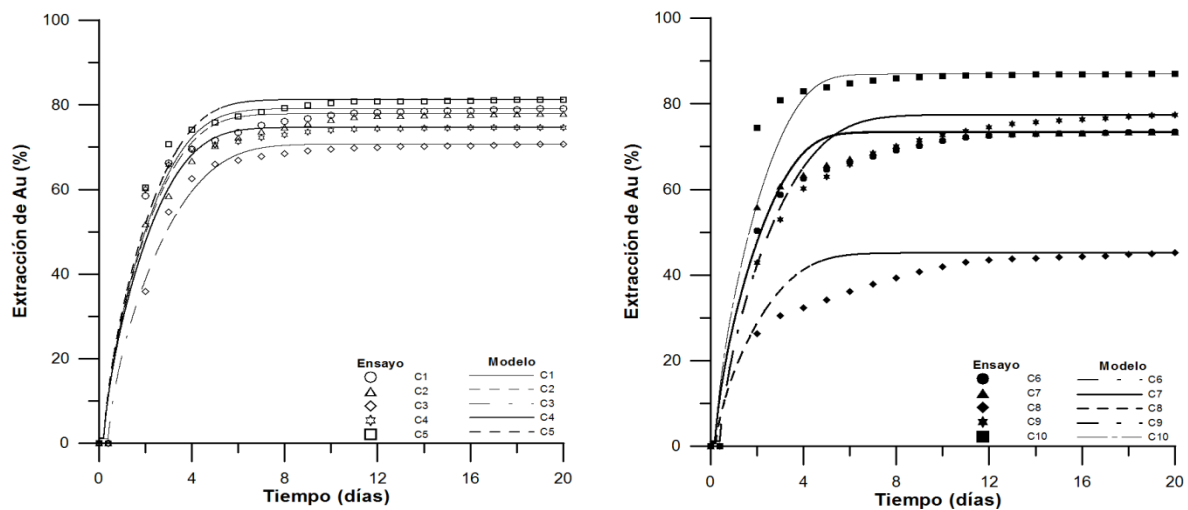 100
80
60
40
20
0
Extracción de Au (%)
0 4 8 12 16 20
Tiempo (días)
Ensayo Modelo
C1 C1
C2 C2
C3 C3
C4 C4
C5 C5
100
80
60
40
20
0
Extracción de Au (%)
0 4 8 12 16 20
Tiempo (días)
Ensayo Modelo
C6 C6
C7 C7
C8 C8
C9 C9
C10 C10